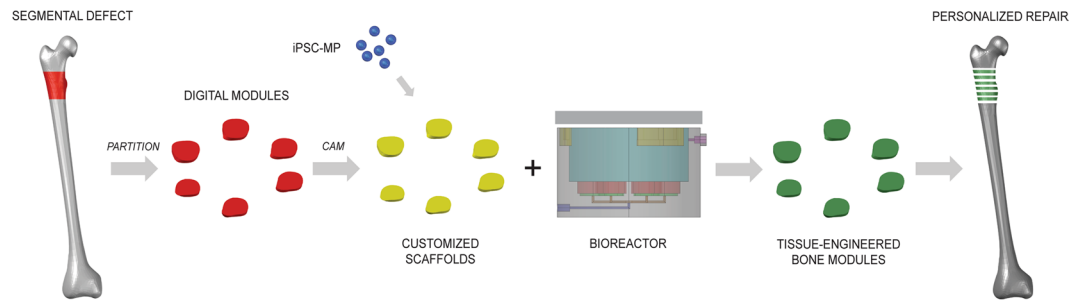 SEGMENTAL DEFECT
PARTITION
DIGITAL MODULES
CAM
iPSC-MP
CUSTOMIZED
SCAFFOLDS
+
BIOREACTOR
TISSUE-ENGINEERED
BONE MODULES
PERSONALIZED REPAIR